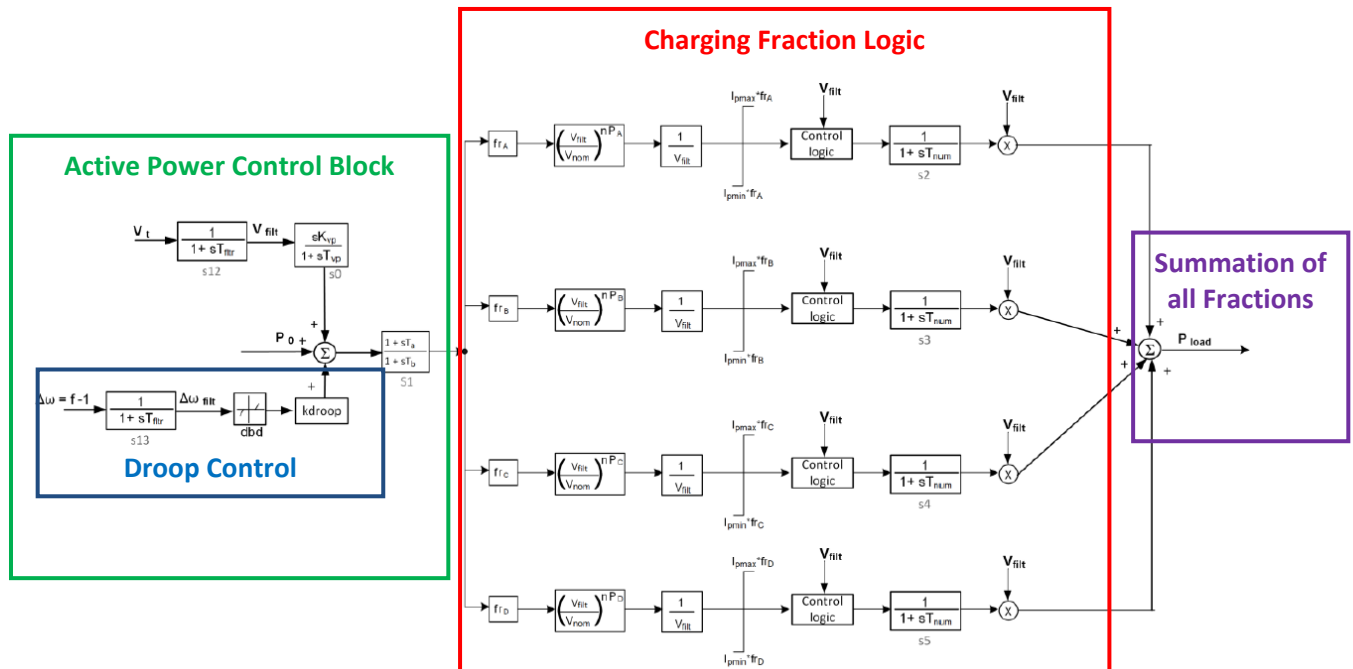 Charging Fraction Logic
Active Power Control Block
V t
1
1+ sTfltr
s12
V filt
sKvp
1+ sTvp
s0
+
P 0 +
Σ
+
1 + sTa
1 + sTb
S1
Δω = f -1
1
1+ sTfltr
s13
Δω filt
dbd
kdroop
Droop Control
frA
(Vfilt / Vnom) nPA
1
Vfilt
Ipmax*frA
Ipmin*frA
Vfilt
Control
logic
1
1+ sTnum
s2
Vfilt
X
frB
(Vfilt / Vnom) nPB
1
Vfilt
Ipmax*frB
Ipmin*frB
Vfilt
Control
logic
1
1+ sTnum
s3
Vfilt
X
frC
(Vfilt / Vnom) nPC
1
Vfilt
Ipmax*frC
Ipmin*frC
Vfilt
Control
logic
1
1+ sTnum
s4
Vfilt
X
frD
(Vfilt / Vnom) nPD
1
Vfilt
Ipmax*frD
Ipmin*frD
Vfilt
Control
logic
1
1+ sTnum
s5
Vfilt
X
Summation of
all Fractions
+
+
Σ
+
+
P load